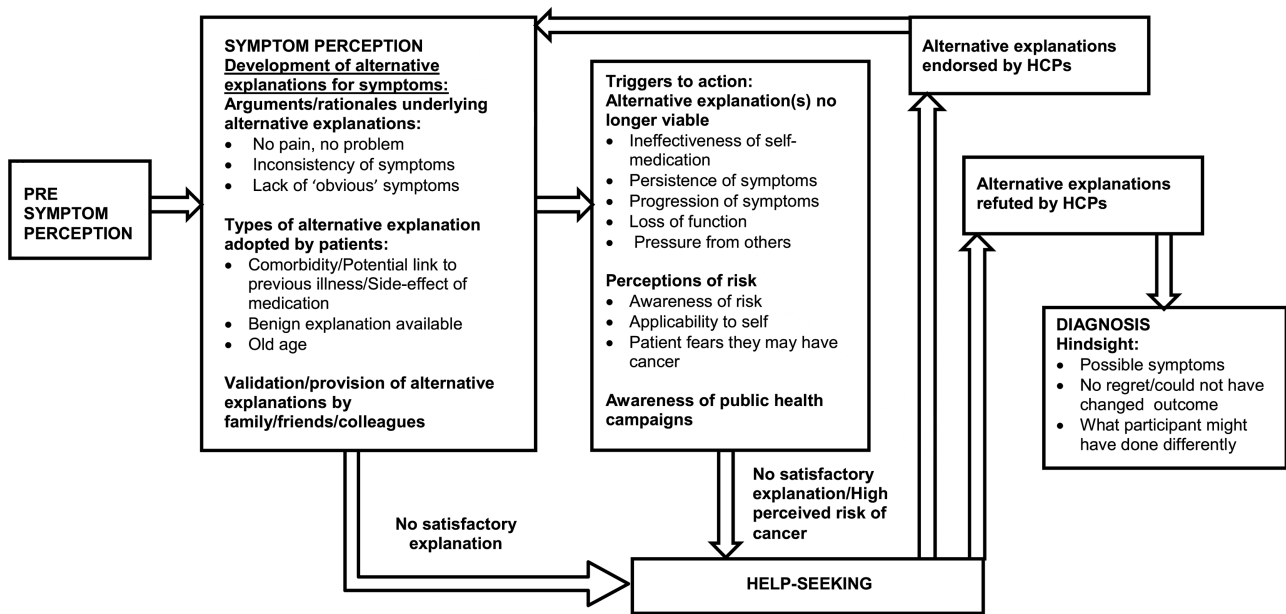 PRE
SYMPTOM
PERCEPTION
SYMPTOM PERCEPTION
Development of alternative
explanations for symptoms:
Arguments/rationales underlying
alternative explanations:
• No pain, no problem
• Inconsistency of symptoms
• Lack of ‘obvious’ symptoms
Types of alternative explanation
adopted by patients:
• Comorbidity/Potential link to
previous illness/Side-effect of
medication
• Benign explanation available
• Old age
Validation/provision of alternative
explanations by
family/friends/colleagues
Triggers to action:
Alternative explanation(s) no
longer viable
• Ineffectiveness of self-
medication
• Persistence of symptoms
• Progression of symptoms
• Loss of function
• Pressure from others
Perceptions of risk
• Awareness of risk
• Applicability to self
• Patient fears they may have
cancer
Awareness of public health
campaigns
No satisfactory
explanation
No satisfactory
explanation/High
perceived risk of
cancer
HELP-SEEKING
Alternative explanations
endorsed by HCPs
Alternative explanations
refuted by HCPs
DIAGNOSIS
Hindsight:
• Possible symptoms
• No regret/could not have
changed outcome
• What participant might
have done differently